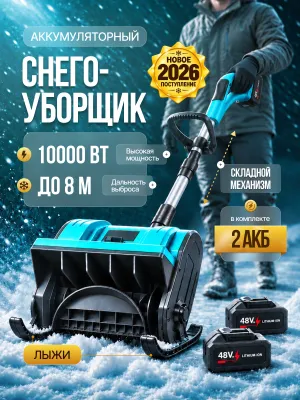 АККУМУЛЯТОРНЫЙ
СНЕГО-
УБОРЩИК
НОВОЕ
2026
ПОСТУПЛЕНИЕ
10000 ВТ
Высокая
мощность
ДО 8 М
Дальность
выброса
СКЛАДНОЙ
МЕХАНИЗМ
в комплекте
2 АКБ
ЛЫЖИ
48V
LITHIUM-ION
48V
LITHIUM-ION